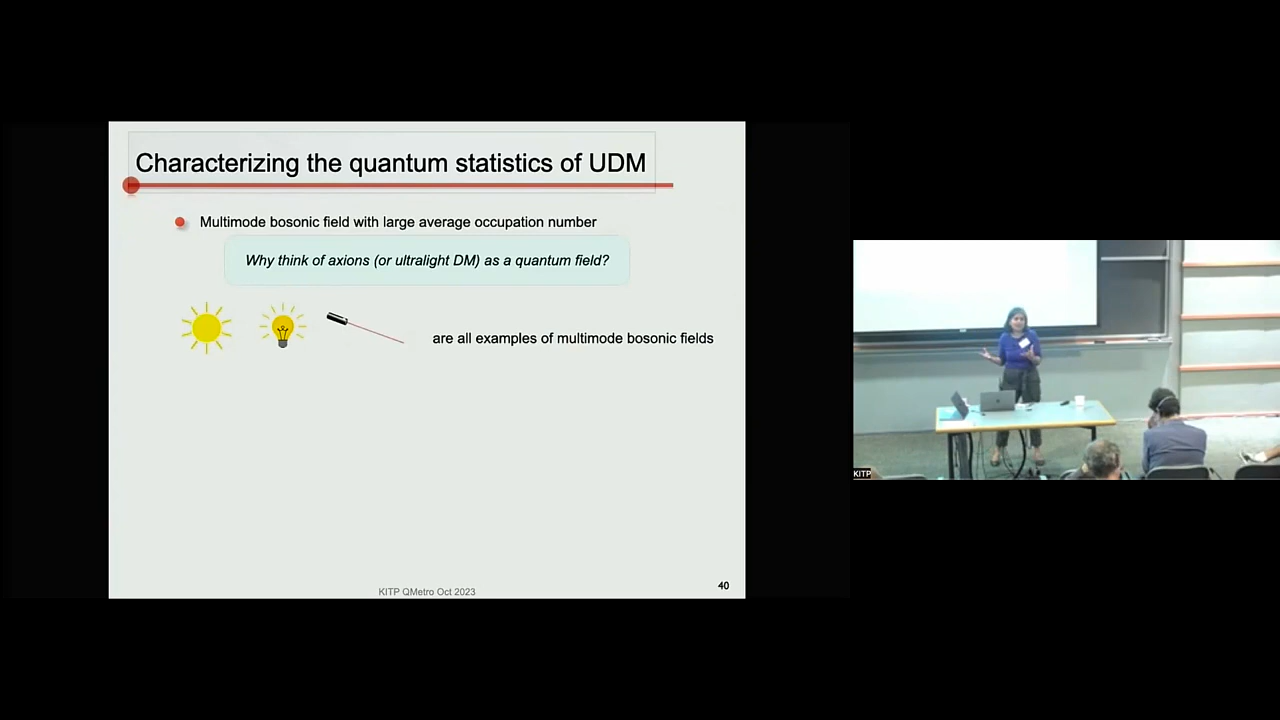 Characterizing the quantum statistics of UDM
Multimode bosonic field with large average occupation number
Why think of axions (or ultralight DM) as a quantum field?
are all examples of multimode bosonic fields
KITP QMetro Oct 2023
40
KITP